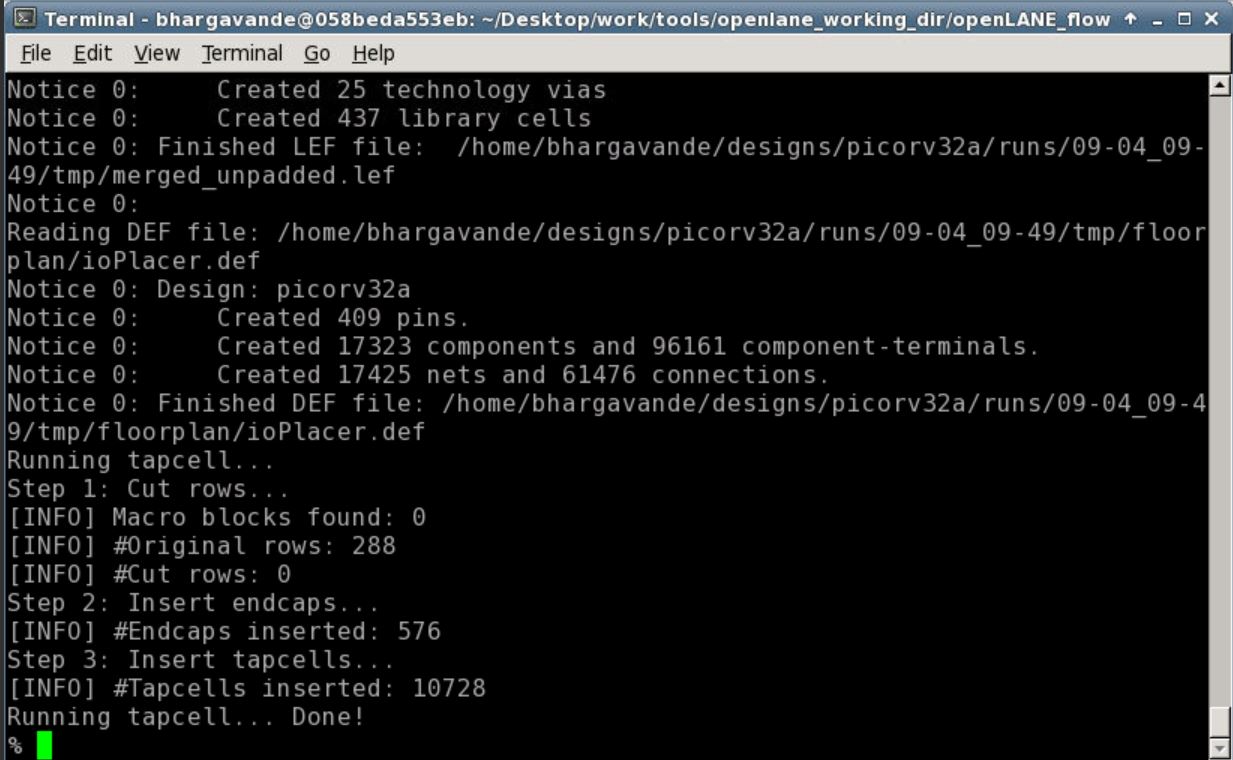 Terminal - bhargavande@058beda553eb: ~/Desktop/work/tools/openlane_working_dir/openLANE_flow
File Edit View Terminal Go Help
Notice 0:     Created 25 technology vias
Notice 0:     Created 437 library cells
Notice 0: Finished LEF file:  /home/bhargavande/designs/picorv32a/runs/09-04_09-
49/tmp/merged_unpadded.lef
Notice 0:
Reading DEF file: /home/bhargavande/designs/picorv32a/runs/09-04_09-49/tmp/floor
plan/ioPlacer.def
Notice 0: Design: picorv32a
Notice 0:     Created 409 pins.
Notice 0:     Created 17323 components and 96161 component-terminals.
Notice 0:     Created 17425 nets and 61476 connections.
Notice 0: Finished DEF file: /home/bhargavande/designs/picorv32a/runs/09-04_09-4
9/tmp/floorplan/ioPlacer.def
Running tapcell...
Step 1: Cut rows...
[INFO] Macro blocks found: 0
[INFO] #Original rows: 288
[INFO] #Cut rows: 0
Step 2: Insert endcaps...
[INFO] #Endcaps inserted: 576
Step 3: Insert tapcells...
[INFO] #Tapcells inserted: 10728
Running tapcell... Done!
%